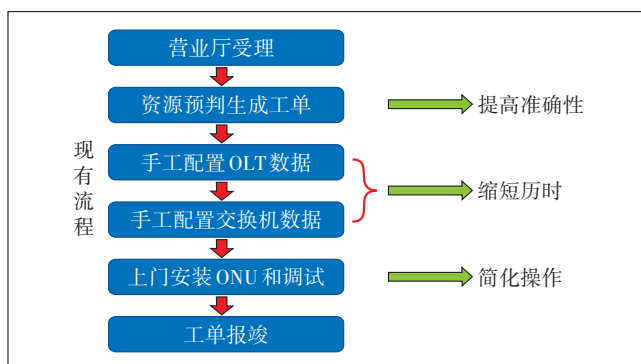 营业厅受理
资源预判生成工单
提高准确性
现有流程
手工配置OLT数据
缩短历时
手工配置交换机数据
上门安装ONU和调试
简化操作
工单报竣